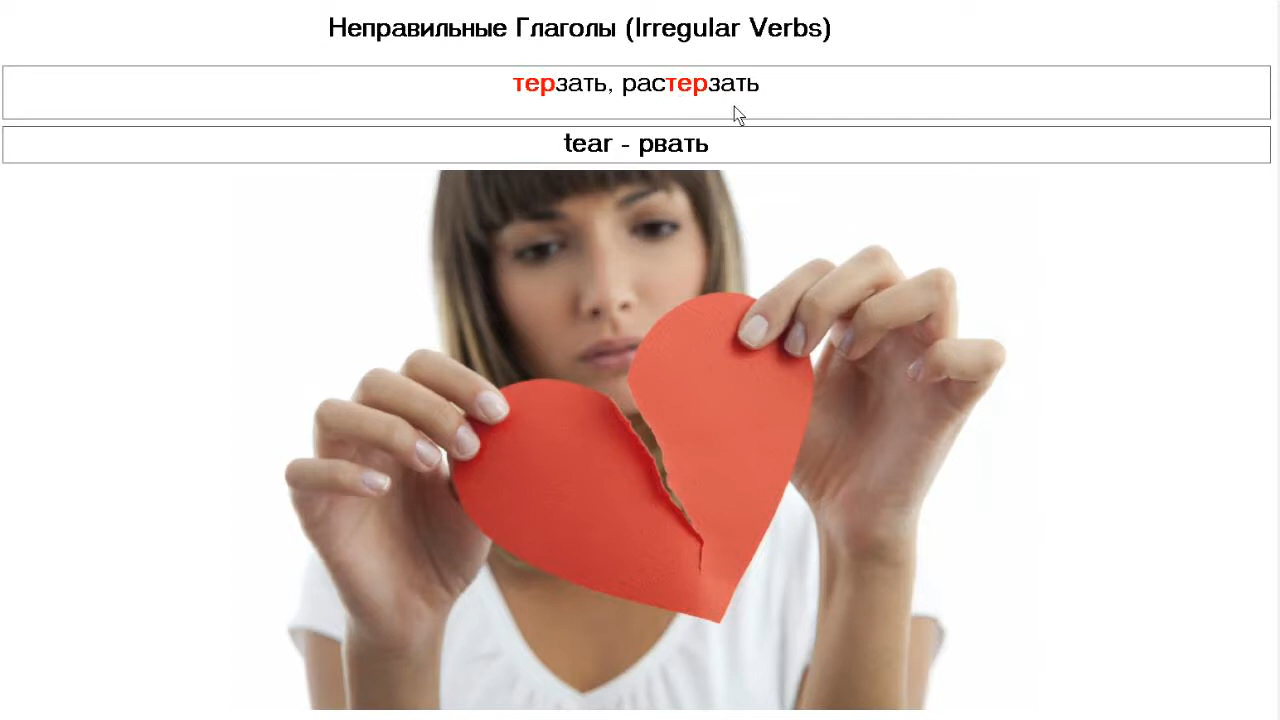 Неправильные Глаголы (Irregular Verbs)
терзать, растерзать
tear - рвать